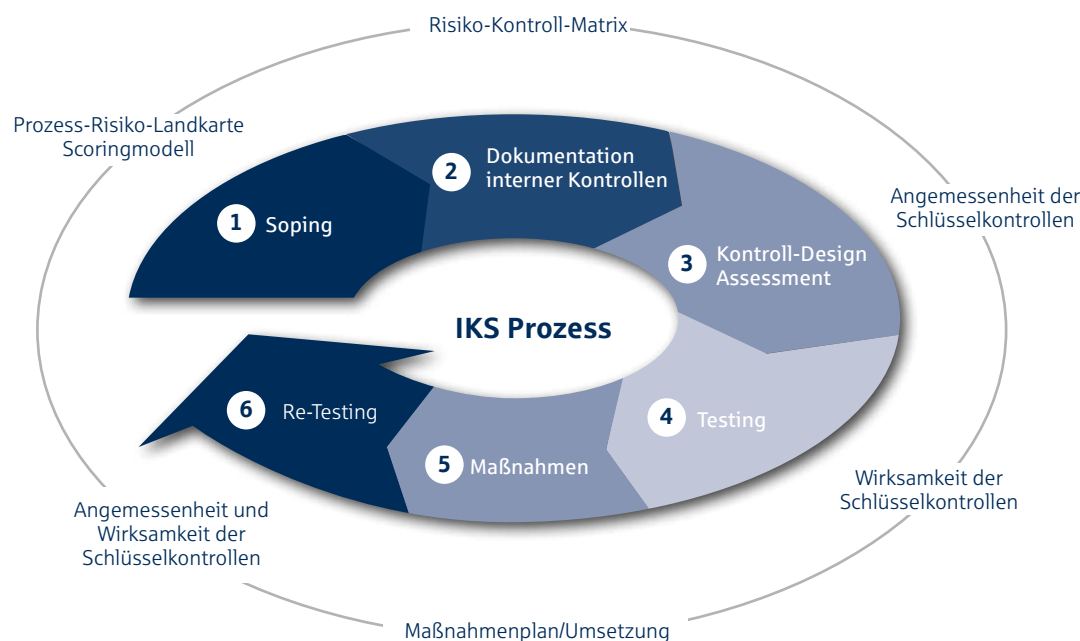 Risiko-Kontroll-Matrix
Prozess-Risiko-Landkarte
Scoringmodell
1 Soping
2 Dokumentation
interner Kontrollen
Angemessenheit der
Schlüsselkontrollen
3 Kontroll-Design
Assessment
IKS Prozess
4 Testing
Wirksamkeit der
Schlüsselkontrollen
5 Maßnahmen
Maßnahmenplan/Umsetzung
6 Re-Testing
Angemessenheit und
Wirksamkeit der
Schlüsselkontrollen